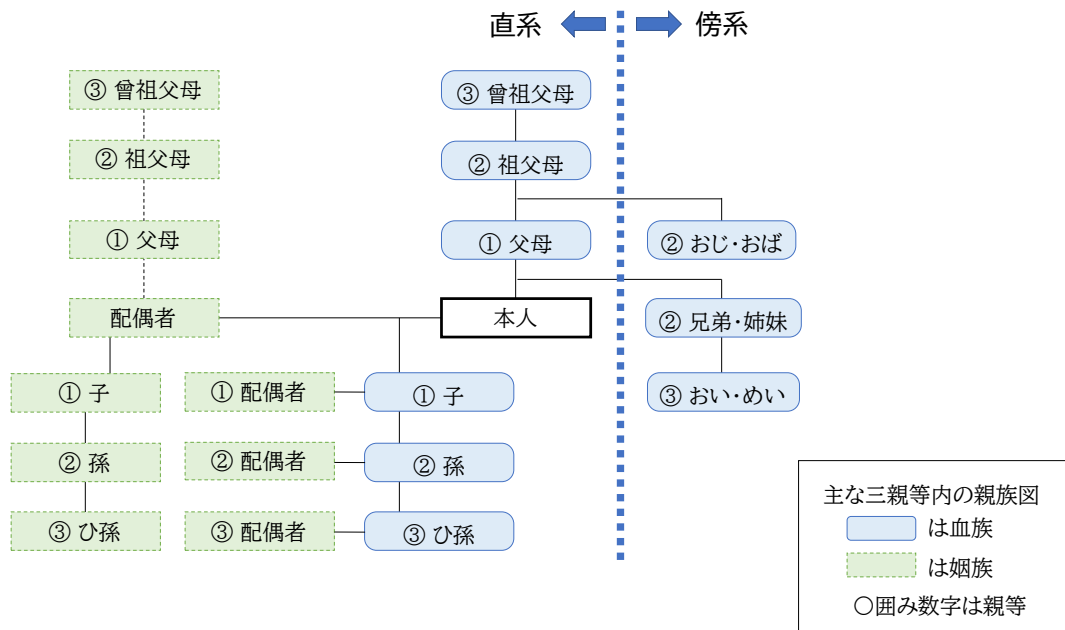 直系
傍系
③ 曾祖父母
③ 曾祖父母
② 祖父母
② 祖父母
① 父母
① 父母
② おじ・おば
配偶者
本人
② 兄弟・姉妹
① 子
① 配偶者
① 子
③ おい・めい
② 孫
② 配偶者
② 孫
③ ひ孫
③ 配偶者
③ ひ孫
主な三親等内の親族図
は血族
は姻族
○囲み数字は親等